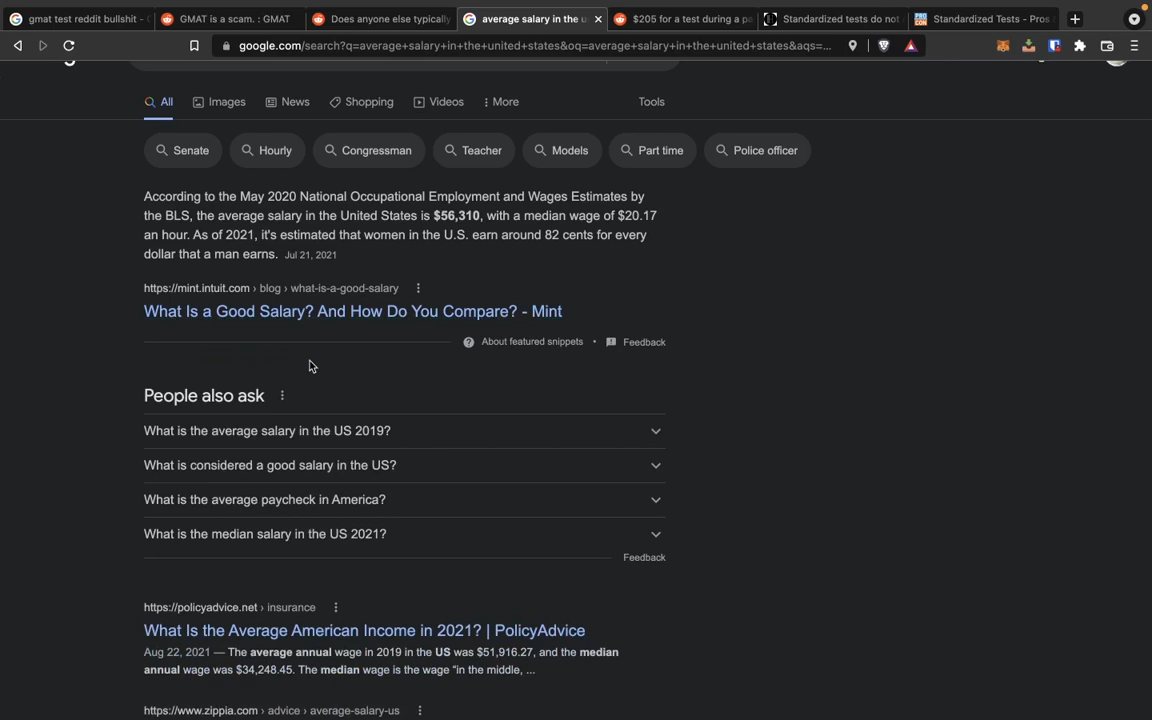 gmat test reddit bullshit -
GMAT is a scam. : GMAT
Does anyone else typically
average salary in the u
$205 for a test during a pa
Standardized tests do not
PRO CON
Standardized Tests - Pros
google.com/search?q=average+salary+in+the+united+states&oq=average+salary+in+the+united+states&aqs=...
All
Images
News
Shopping
Videos
More
Tools
Senate
Hourly
Congressman
Teacher
Models
Part time
Police officer
According to the May 2020 National Occupational Employment and Wages Estimates by
the BLS, the average salary in the United States is $56,310, with a median wage of $20.17
an hour. As of 2021, it's estimated that women in the U.S. earn around 82 cents for every
dollar that a man earns. Jul 21, 2021
https://mint.intuit.com › blog › what-is-a-good-salary
What Is a Good Salary? And How Do You Compare? - Mint
About featured snippets • Feedback
People also ask
What is the average salary in the US 2019?
What is considered a good salary in the US?
What is the average paycheck in America?
What is the median salary in the US 2021?
Feedback
https://policyadvice.net › insurance
What Is the Average American Income in 2021? | PolicyAdvice
Aug 22, 2021 — The average annual wage in 2019 in the US was $51,916.27, and the median
annual wage was $34,248.45. The median wage is the wage "in the middle, ...
https://www.zippia.com › advice › average-salary-us